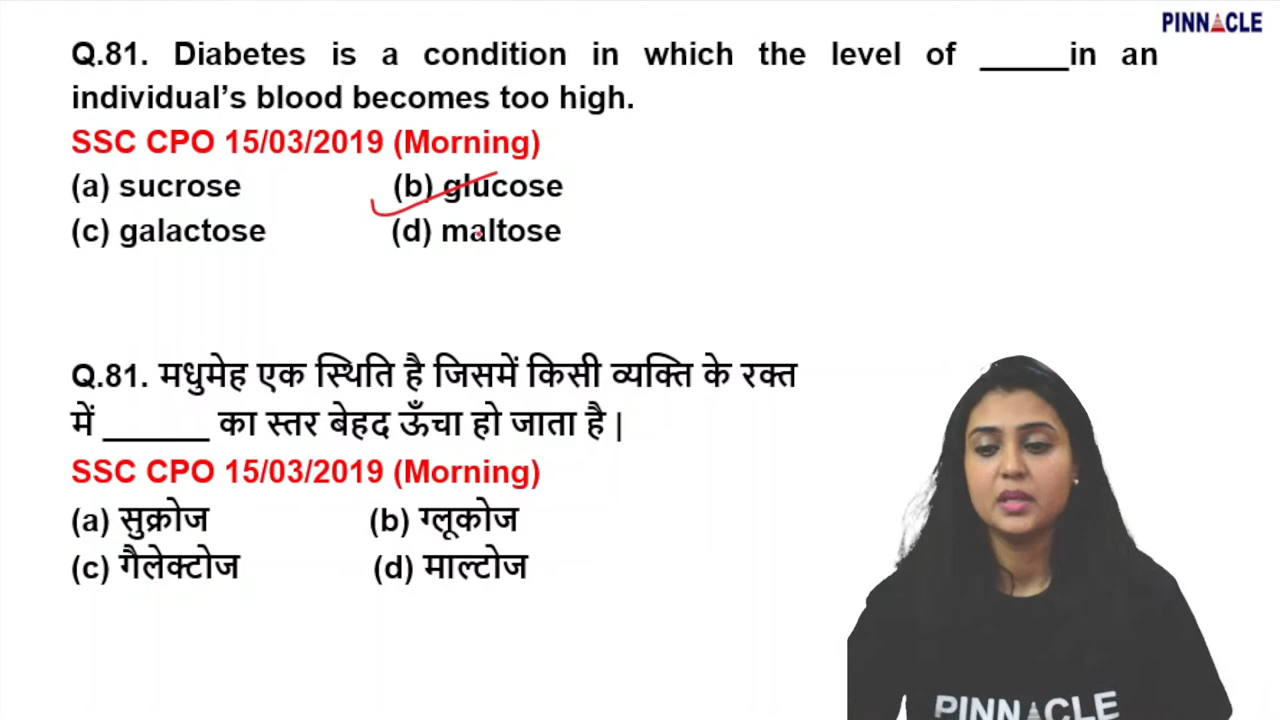 PINNACLE
Q.81. Diabetes is a condition in which the level of _____in an
individual’s blood becomes too high.
SSC CPO 15/03/2019 (Morning)
(a) sucrose (b) glucose
(c) galactose (d) maltose
Q.81. मधुमेह एक स्थिति है जिसमें किसी व्यक्ति के रक्त
में ______ का स्तर बेहद ऊँचा हो जाता है |
SSC CPO 15/03/2019 (Morning)
(a) सुक्रोज (b) ग्लूकोज
(c) गैलेक्टोज (d) माल्टोज
PINNACLE